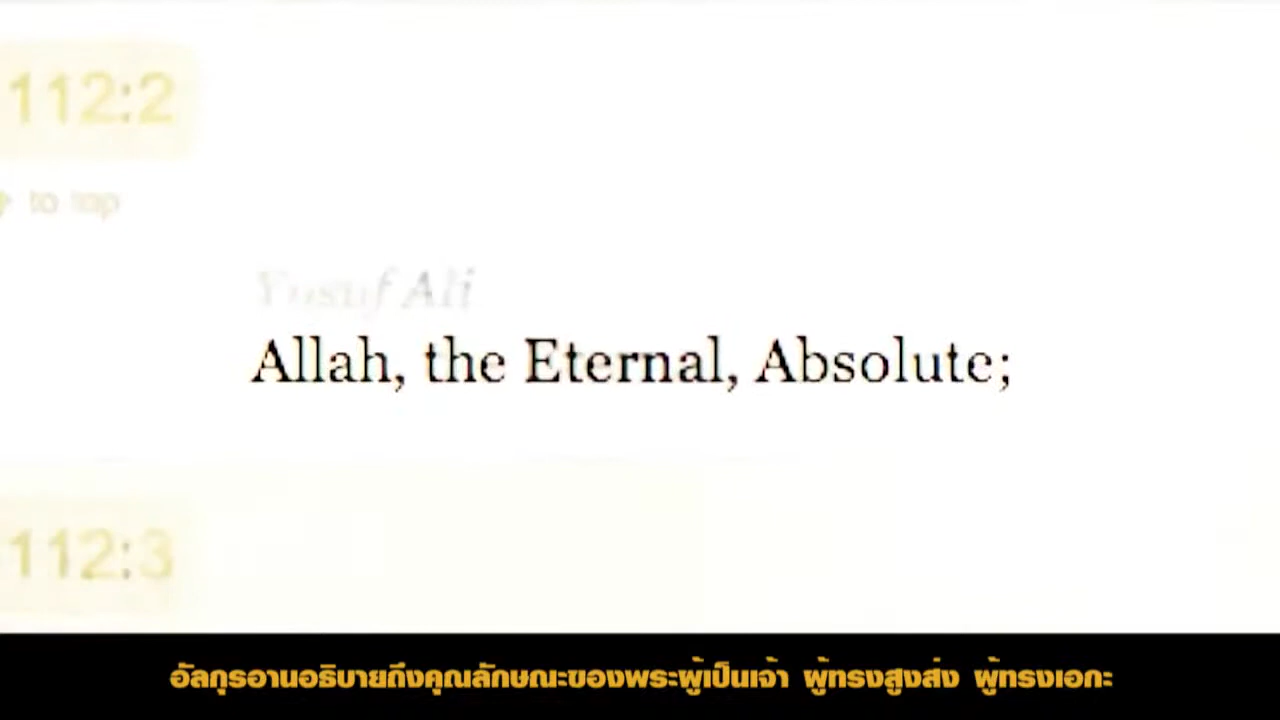 112:2
to top
Yusuf Ali
Allah, the Eternal, Absolute;
112:3
อัลกุรอานอธิบายถึงคุณลักษณะของพระผู้เป็นเจ้า ผู้ทรงสูงส่ง ผู้ทรงเอกะ